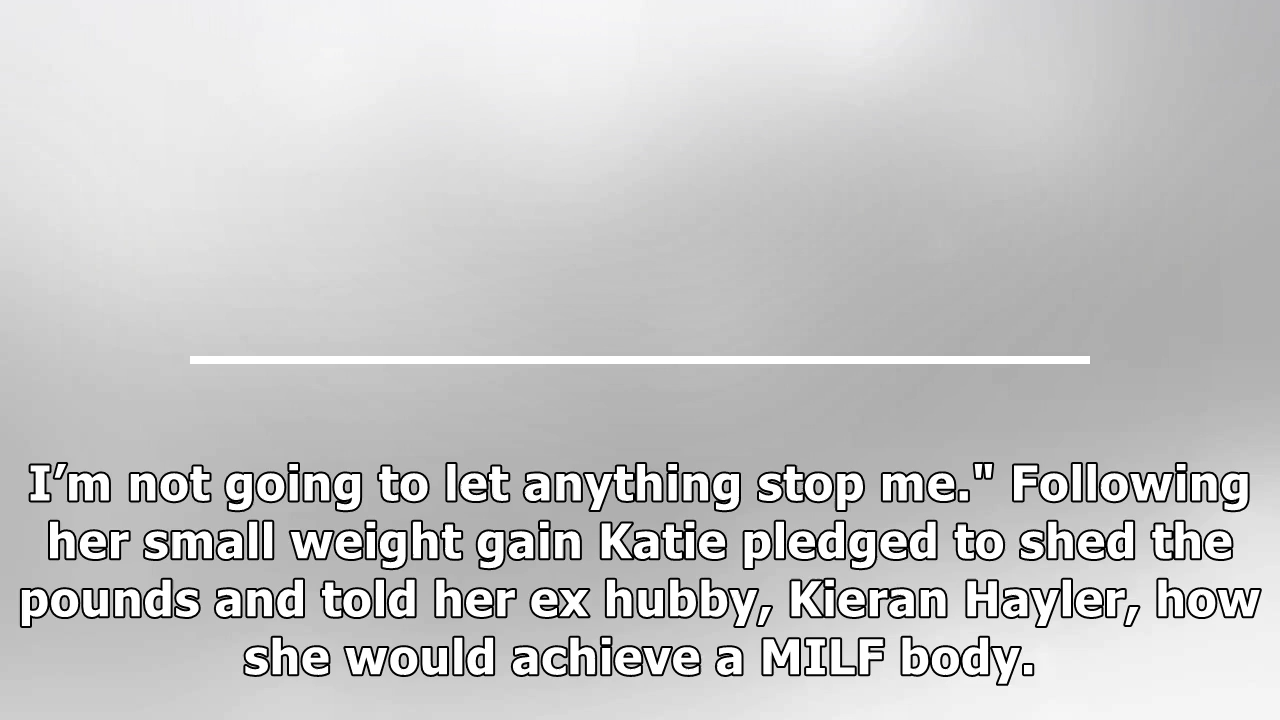 I’m not going to let anything stop me." Following
her small weight gain Katie pledged to shed the
pounds and told her ex hubby, Kieran Hayler, how
she would achieve a MILF body.